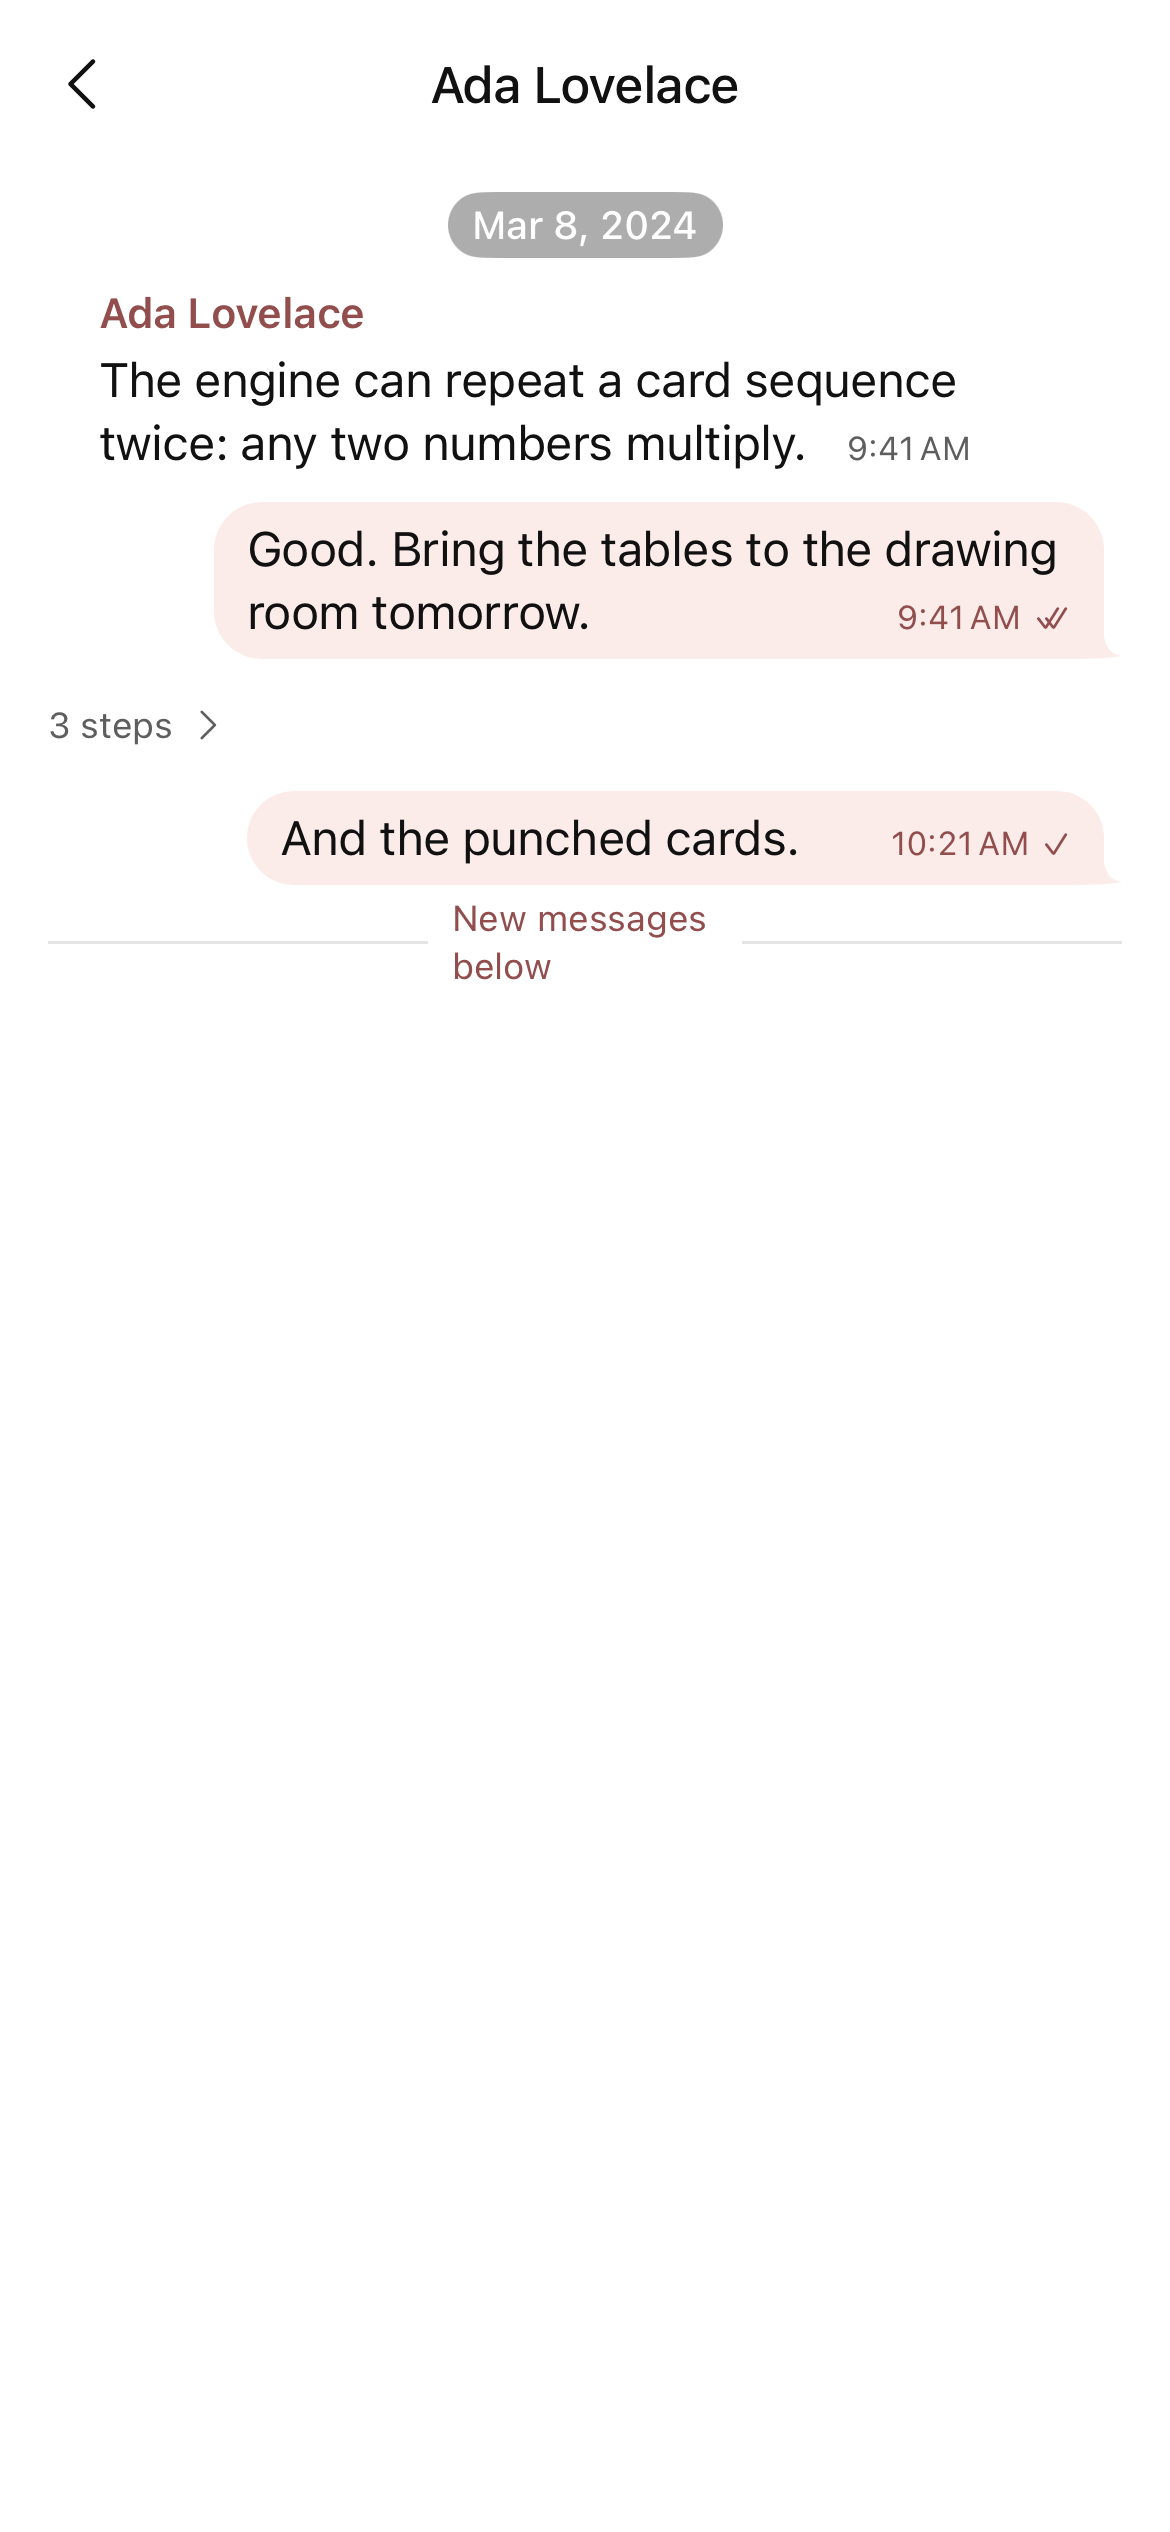 Ada Lovelace
Mar 8, 2024
Ada Lovelace
The engine can repeat a card sequence
twice: any two numbers multiply. 9:41 AM
Good. Bring the tables to the drawing
room tomorrow. 9:41 AM
3 steps
And the punched cards. 10:21 AM
New messages
below